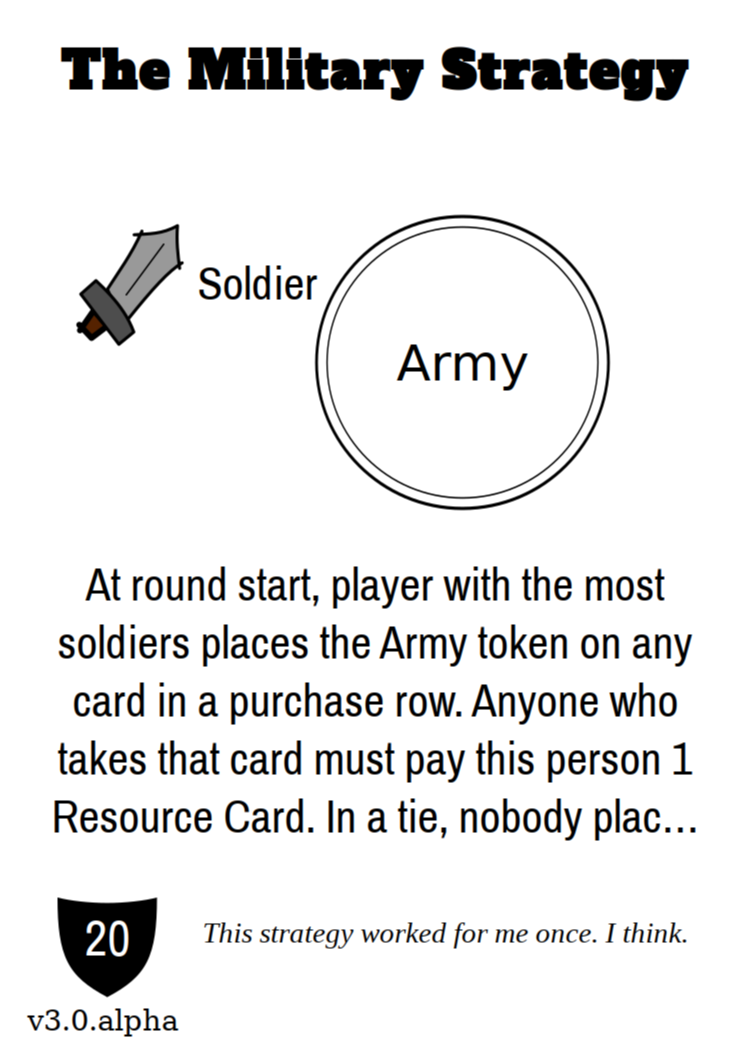 The Military Strategy
Soldier
Army
At round start, player with the most
soldiers places the Army token on any
card in a purchase row. Anyone who
takes that card must pay this person 1
Resource Card. In a tie, nobody plac...
20
This strategy worked for me once. I think.
v3.0.alpha